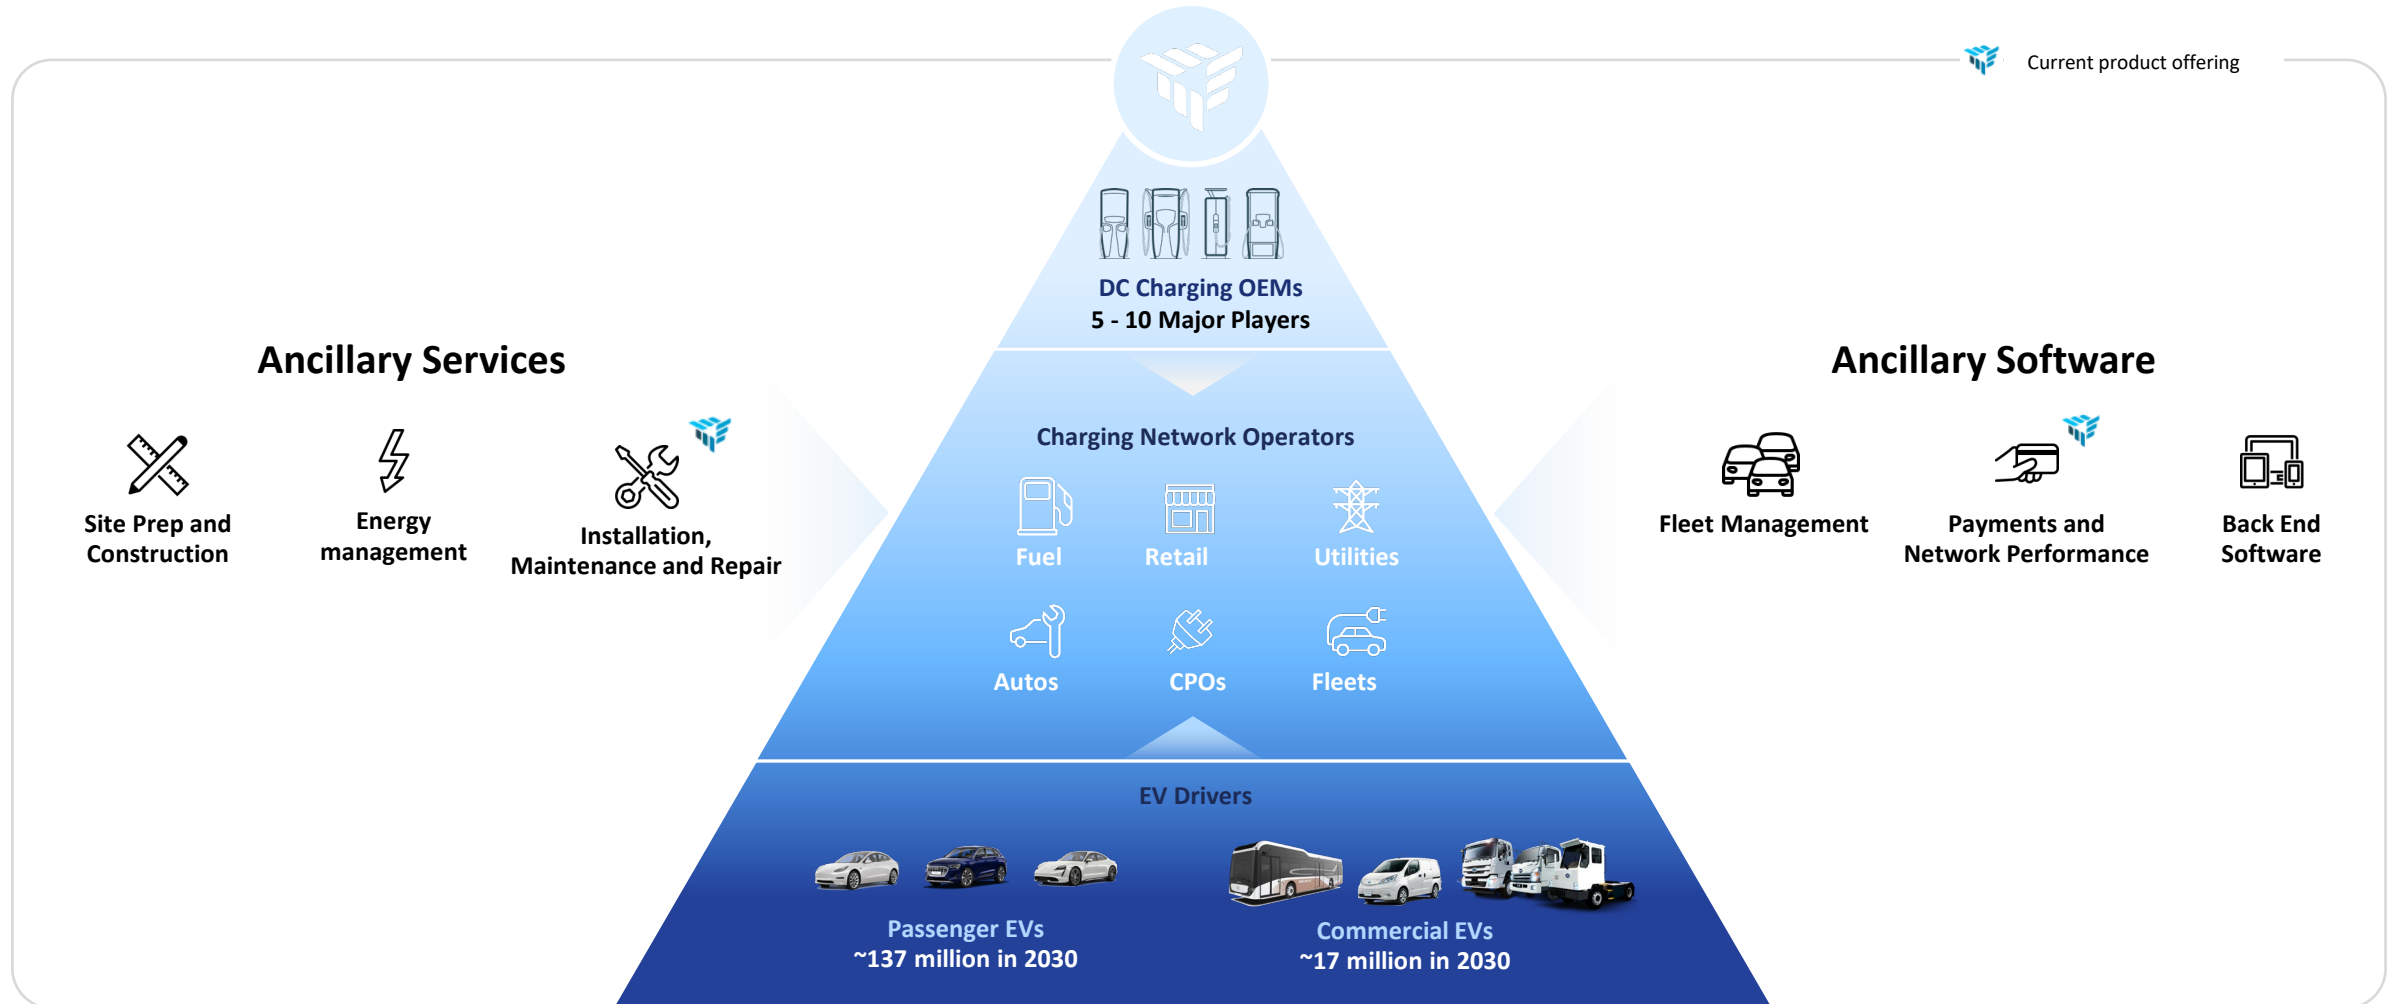 Current product offering
DC Charging OEMs
5 - 10 Major Players
Ancillary Services
Site Prep and
Construction
Energy
management
Installation,
Maintenance and Repair
Charging Network Operators
Fuel
Retail
Utilities
Autos
CPOs
Fleets
Ancillary Software
Fleet Management
Payments and
Network Performance
Back End
Software
EV Drivers
Passenger EVs
~137 million in 2030
Commercial EVs
~17 million in 2030